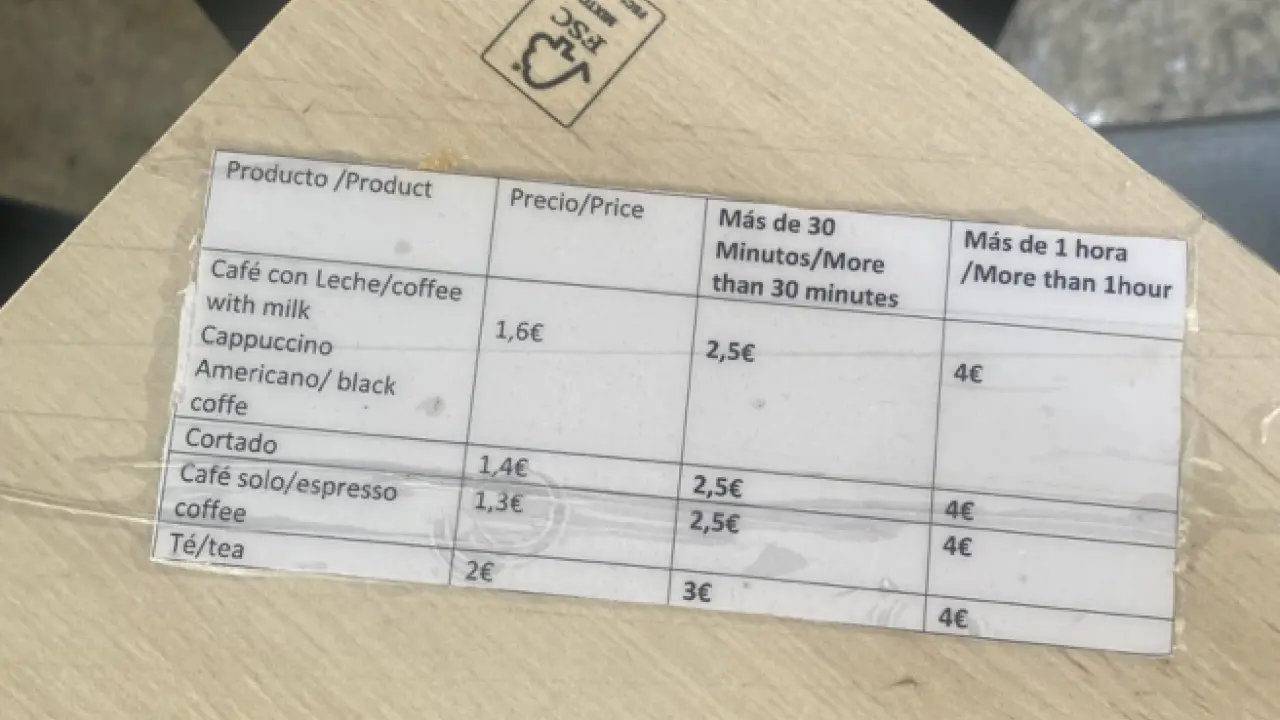 FSC
Producto /Product
Precio/Price
Más de 30
Minutos/More
than 30 minutes
Más de 1 hora
/More than 1hour
Café con Leche/coffee
with milk
Cappuccino
Americano/ black
coffe
1,6€
2,5€
4€
Cortado
1,4€
2,5€
4€
Café solo/espresso
coffee
1,3€
2,5€
4€
Té/tea
2€
3€
4€